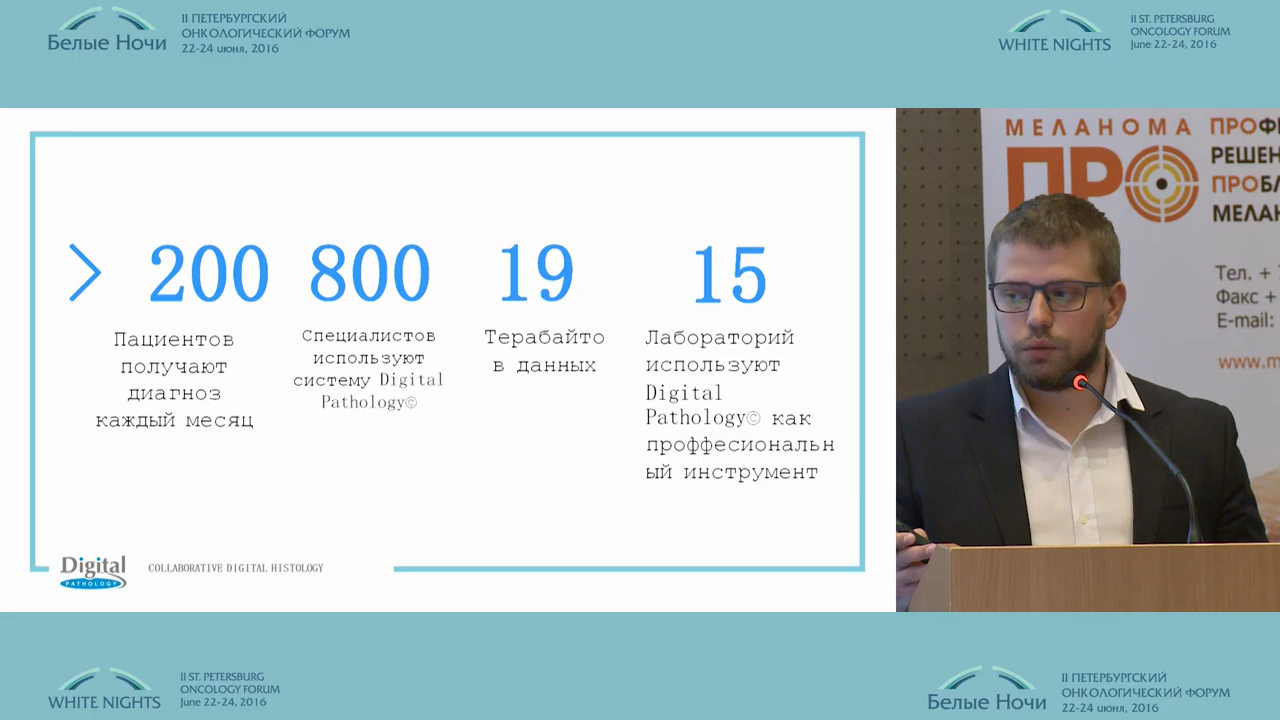 II ПЕТЕРБУРГСКИЙ
ОНКОЛОГИЧЕСКИЙ ФОРУМ
22-24 июня, 2016
Белые Ночи
II ST. PETERSBURG
ONCOLOGY FORUM
June 22-24, 2016
WHITE NIGHTS
> 200
Пациентов
получают
диагноз
каждый месяц
800
Специалистов
используют
систему Digital
Pathology©
19
Терабайто
в данных
15
Лабораторий
используют
Digital
Pathology© как
проффесиональн
ый инструмент
Digital
PATHOLOGY
COLLABORATIVE DIGITAL HISTOLOGY
МЕЛАНОМА
ПРО
ПРОФ
РЕШЕН
ПРОБЛ
МЕЛАН
Тел. +
Факс +
E-mail:
www.m
WHITE NIGHTS
II ST. PETERSBURG
ONCOLOGY FORUM
June 22-24, 2016
Белые Ночи
II ПЕТЕРБУРГСКИЙ
ОНКОЛОГИЧЕСКИЙ ФОРУМ
22-24 июня, 2016